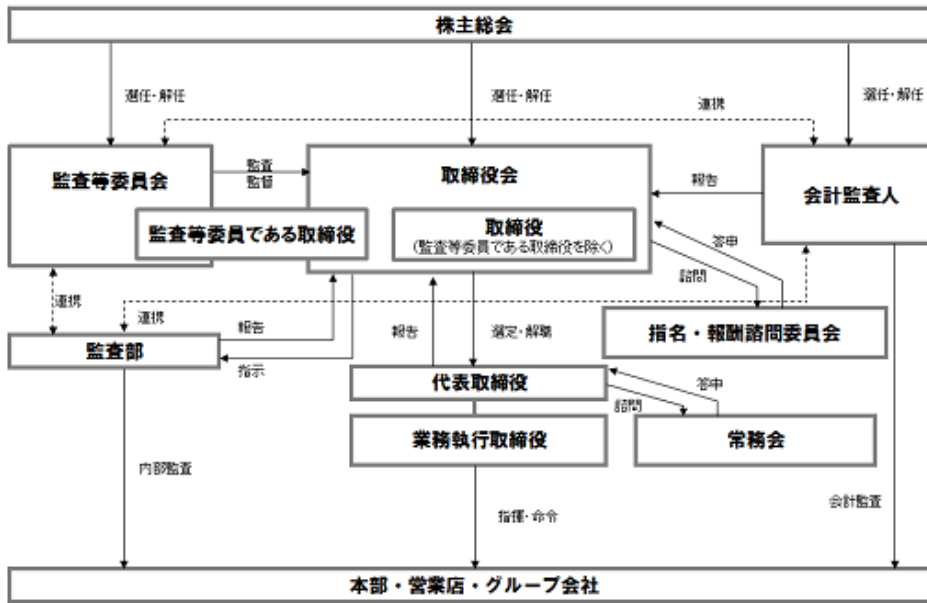 株主総会
選任・解任
選任・解任
選任・解任
連携
監査等委員会
監査
監督
取締役会
報告
会計監査人
監査等委員である取締役
取締役
(監査等委員である取締役を除く)
答申
諮問
連携
連携
報告
報告
選定・解職
指名・報酬諮問委員会
監査部
指示
代表取締役
答申
諮問
業務執行取締役
常務会
内部監査
指揮・命令
会計監査
本部・営業店・グループ会社